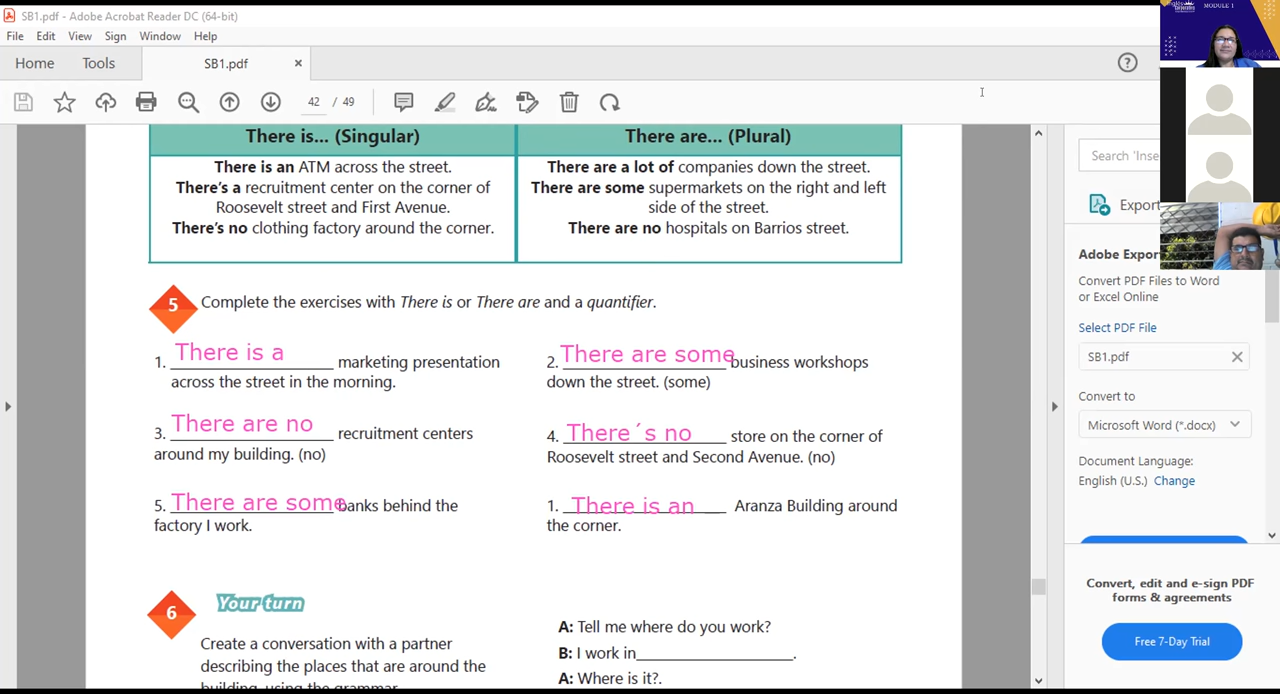 SB1.pdf - Adobe Acrobat Reader DC (64-bit)
File Edit View Sign Window Help
Home Tools SB1.pdf ×
42 / 49
MODULE 1
There is... (Singular) There are... (Plural)
There is an ATM across the street.
There's a recruitment center on the corner of
Roosevelt street and First Avenue.
There's no clothing factory around the corner.
There are a lot of companies down the street.
There are some supermarkets on the right and left
side of the street.
There are no hospitals on Barrios street.
5 Complete the exercises with There is or There are and a quantifier.
1. There is a marketing presentation
across the street in the morning.
2. There are some business workshops
down the street. (some)
3. There are no recruitment centers
around my building. (no)
4. There´s no store on the corner of
Roosevelt street and Second Avenue. (no)
5. There are some banks behind the
factory I work.
1. There is an Aranza Building around
the corner.
6 Your turn
Create a conversation with a partner
describing the places that are around the
building, using the grammar
A: Tell me where do you work?
B: I work in_________________.
A: Where is it?.
Search 'Inse
Export
Adobe Expor
Convert PDF Files to Word
or Excel Online
Select PDF File
SB1.pdf
Convert to
Microsoft Word (*.docx)
Document Language:
English (U.S.) Change
Convert, edit and e-sign PDF
forms & agreements
Free 7-Day Trial